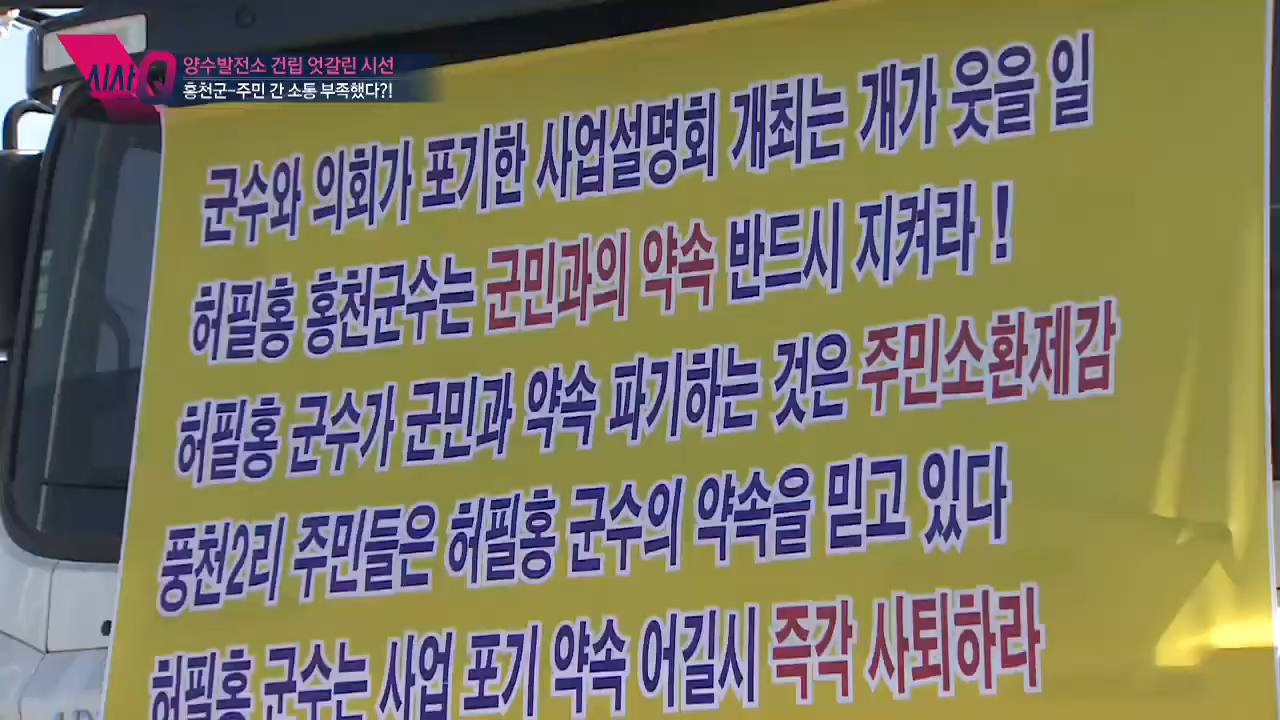 시사Q
양수발전소 건립 엇갈린 시선
홍천군-주민 간 소통 부족했다?!
군수와 의회가 포기한 사업설명회 개최는 개가 웃을 일
허필홍 홍천군수는 군민과의 약속 반드시 지켜라 !
허필홍 군수가 군민과 약속 파기하는 것은 주민소환제감
풍천2리 주민들은 허필홍 군수의 약속을 믿고 있다
허필홍 군수는 사업 포기 약속 어길시 즉각 사퇴하라